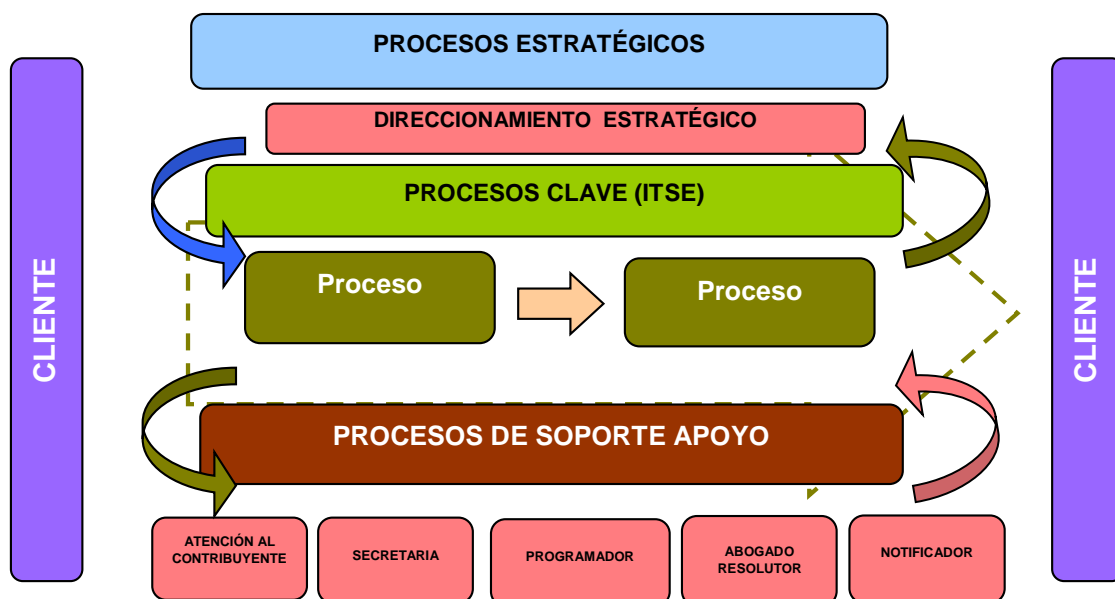 PROCESOS ESTRATÉGICOS
DIRECCIONAMIENTO ESTRATÉGICO
PROCESOS CLAVE (ITSE)
CLIENTE
Proceso
Proceso
CLIENTE
PROCESOS DE SOPORTE APOYO
ATENCIÓN AL
CONTRIBUYENTE
SECRETARIA
PROGRAMADOR
ABOGADO
RESOLUTOR
NOTIFICADOR